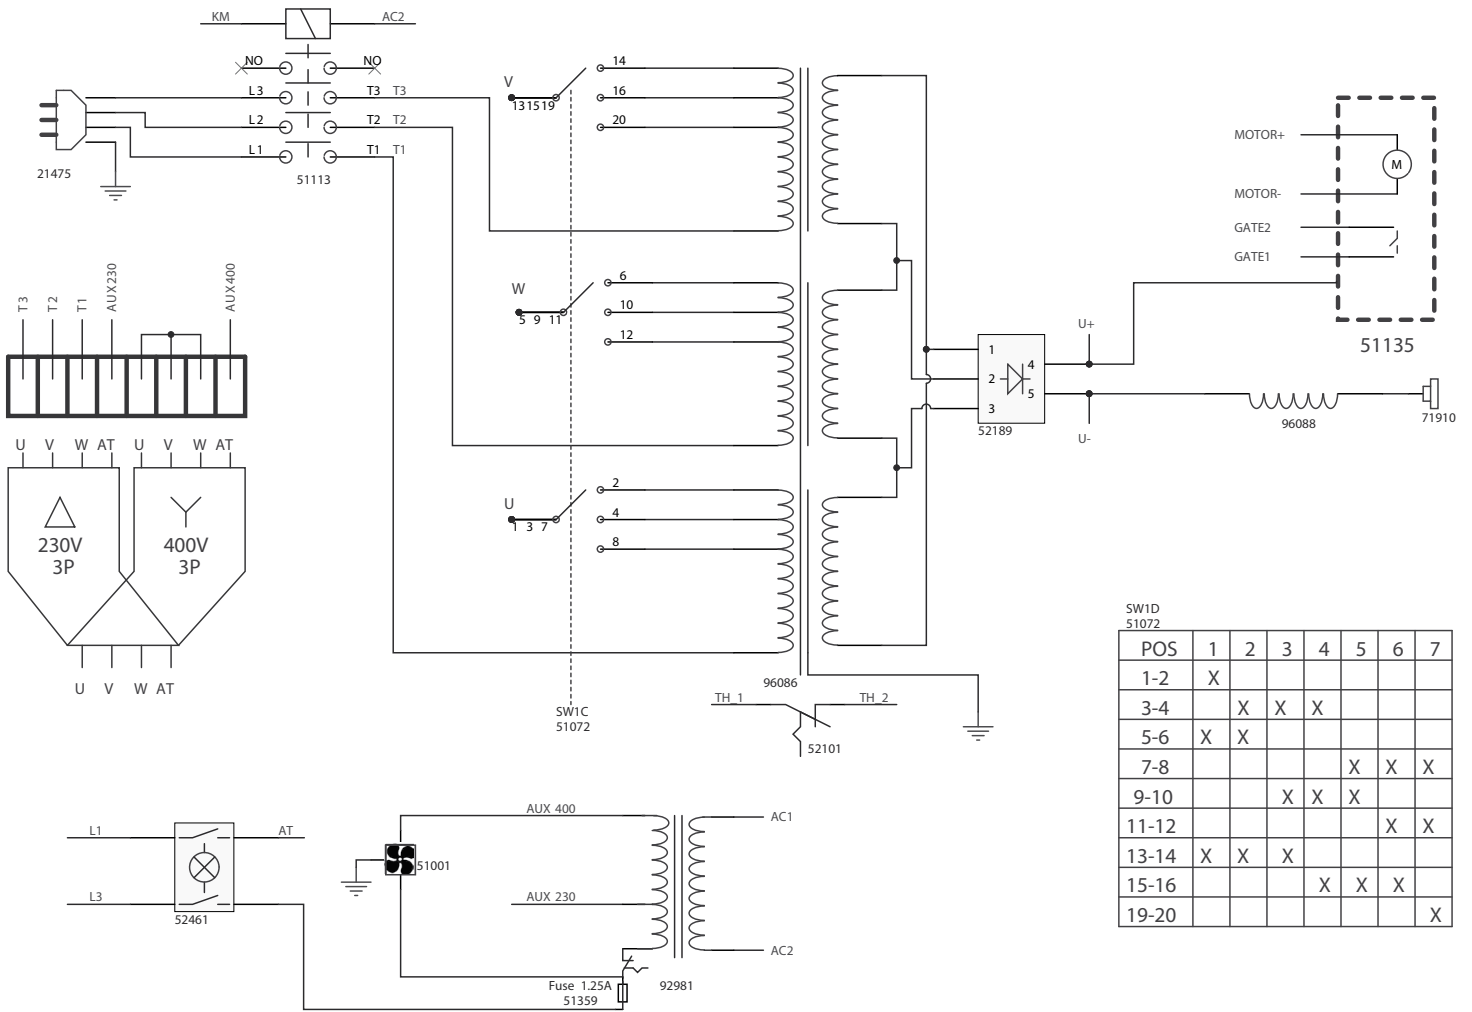 KM AC2
NO NO
L3 T3 T3
L2 T2 T2
L1 T1 T1
21475
51113
V
13 15 19
14
16
20
W
5 9 11
6
10
12
U
1 3 7
2
4
8
SW1C
51072
96086
TH_1 TH_2
52101
1
2
3
4
5
52189
U+
U-
96088
71910
MOTOR+
MOTOR-
GATE2
GATE1
M
51135
T3 T2 T1 AUX230 AUX400
U V W AT U V W AT
230V
3P
400V
3P
U V W AT
L1 AT
L3
52461
51001
AUX 400
AUX 230
AC1
AC2
Fuse 1.25A
51359
92981
SW1D
51072
POS 1 2 3 4 5 6 7
1-2 X
3-4 X X X
5-6 X X
7-8 X X X
9-10 X X X
11-12 X X
13-14 X X X
15-16 X X X
19-20 X